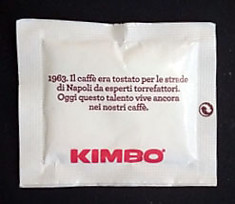 1963. Il caffè era tostato per le strade
di Napoli da esperti torrefattori.
Oggi questo talento vive ancora
nei nostri caffè.
KIMBO®